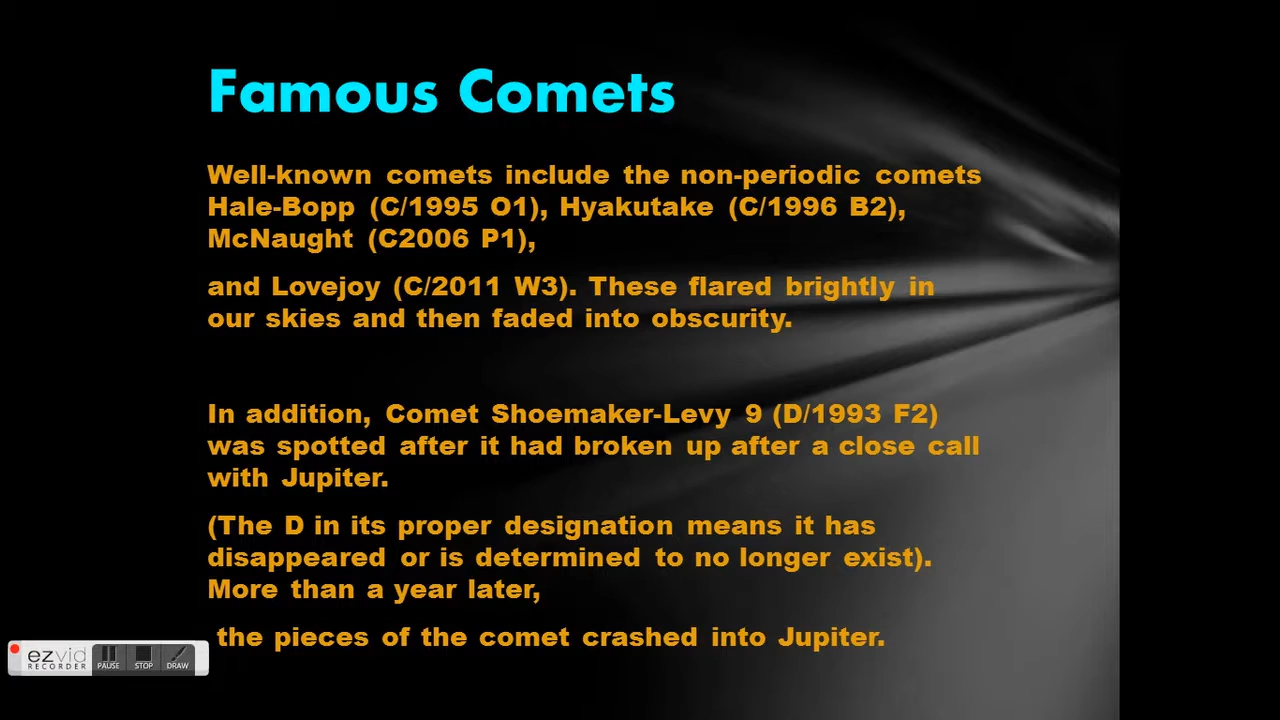 Famous Comets
Well-known comets include the non-periodic comets
Hale-Bopp (C/1995 O1), Hyakutake (C/1996 B2),
McNaught (C2006 P1),
and Lovejoy (C/2011 W3). These flared brightly in
our skies and then faded into obscurity.
In addition, Comet Shoemaker-Levy 9 (D/1993 F2)
was spotted after it had broken up after a close call
with Jupiter.
(The D in its proper designation means it has
disappeared or is determined to no longer exist).
More than a year later,
the pieces of the comet crashed into Jupiter.
ezvid
RECORDER
PAUSE
STOP
DRAW